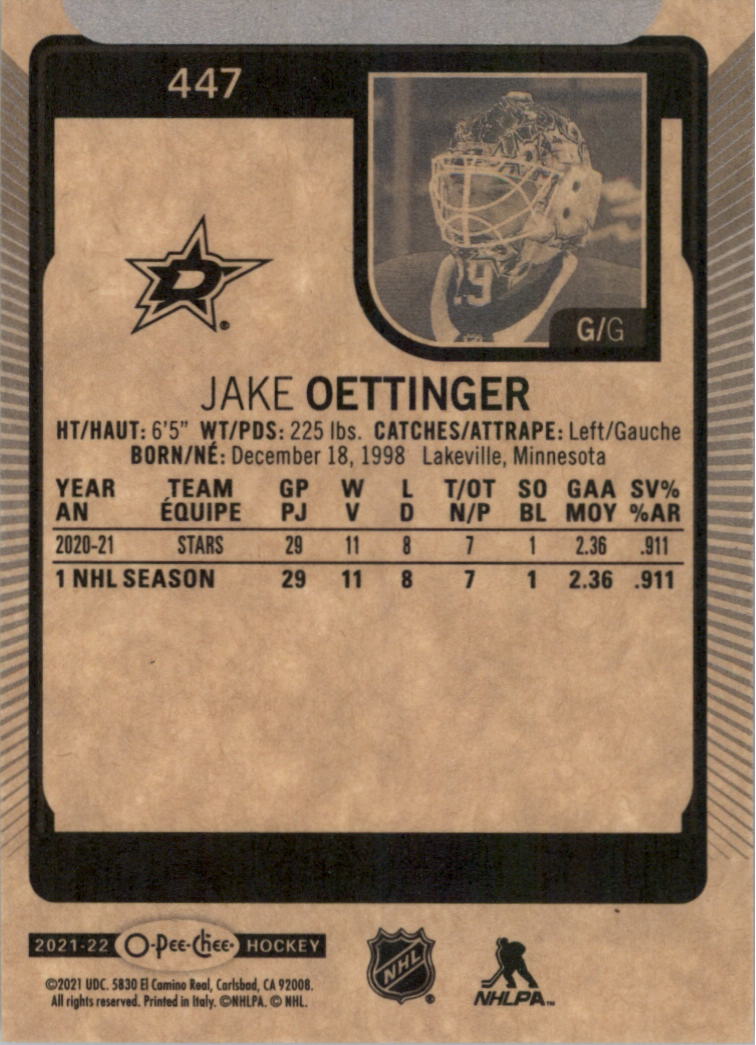 447
D
29
G/G
JAKE OETTINGER
HT/HAUT: 6'5" WT/PDS: 225 lbs. CATCHES/ATTRAPE: Left/Gauche
BORN/NÉ: December 18, 1998 Lakeville, Minnesota
YEAR TEAM GP W L T/OT SO GAA SV%
AN ÉQUIPE PJ V D N/P BL MOY %AR
2020-21 STARS 29 11 8 7 1 2.36 .911
1 NHL SEASON 29 11 8 7 1 2.36 .911
2021-22 O-Pee-Chee HOCKEY
NHL
®
NHLPA™
©2021 UDC. 5830 El Camino Real, Carlsbad, CA 92008.
All rights reserved. Printed in Italy. ©NHLPA. © NHL.